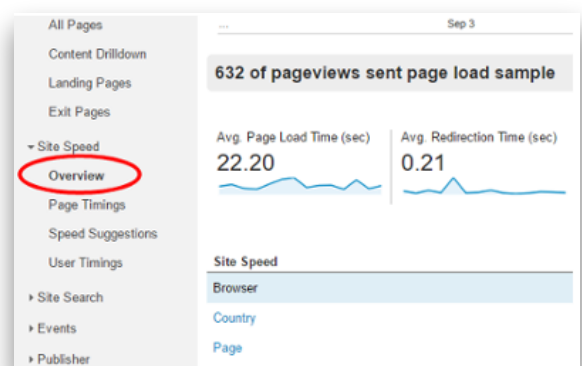 All Pages
Content Drilldown
Landing Pages
Exit Pages
Site Speed
Overview
Page Timings
Speed Suggestions
User Timings
Site Search
Events
Publisher
...
Sep 3
632 of pageviews sent page load sample
Avg. Page Load Time (sec)
22.20
Avg. Redirection Time (sec)
0.21
Site Speed
Browser
Country
Page